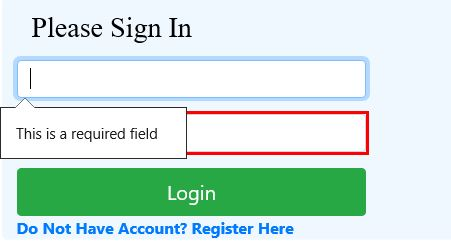 Please Sign In
This is a required field
Login
Do Not Have Account? Register Here